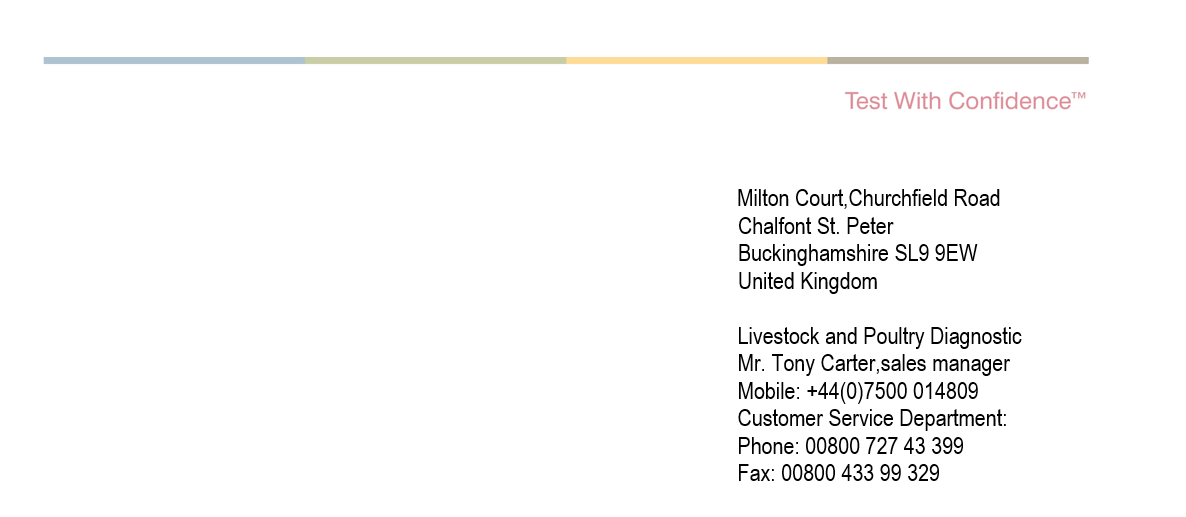 Test With Confidence™
Milton Court,Churchfield Road
Chalfont St. Peter
Buckinghamshire SL9 9EW
United Kingdom
Livestock and Poultry Diagnostic
Mr. Tony Carter,sales manager
Mobile: +44(0)7500 014809
Customer Service Department:
Phone: 00800 727 43 399
Fax: 00800 433 99 329